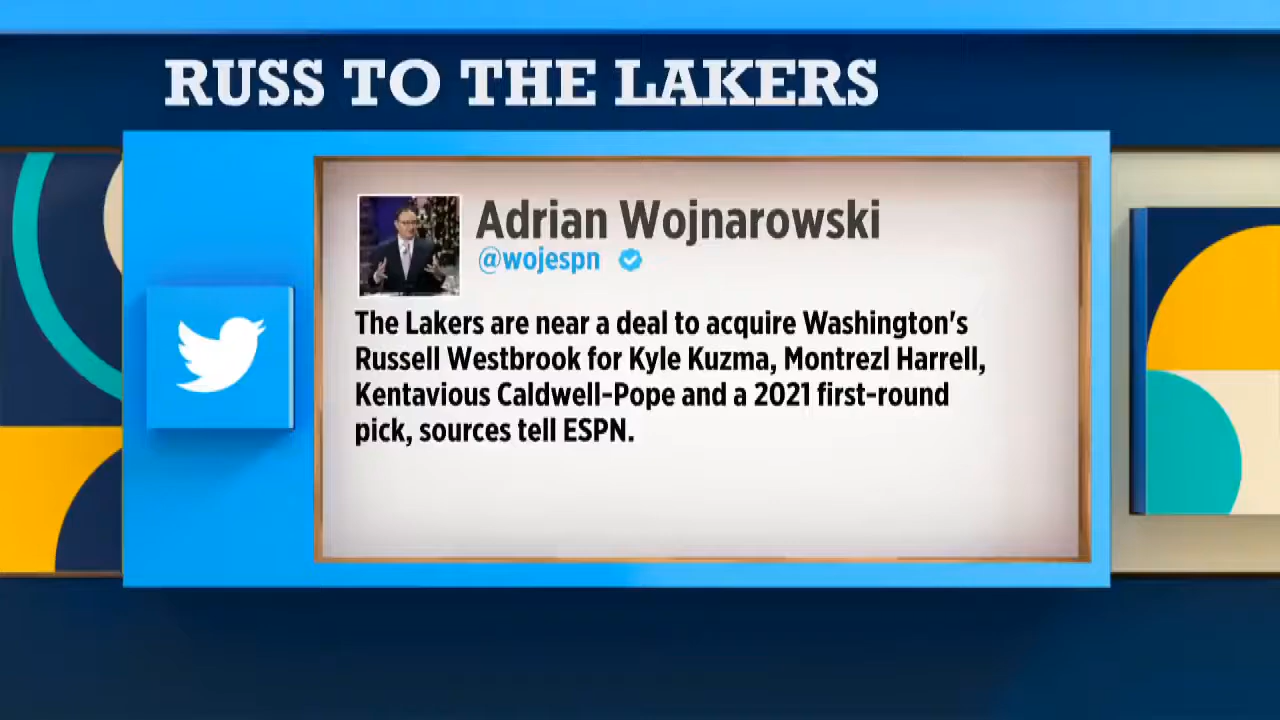 RUSS TO THE LAKERS
Adrian Wojnarowski
@wojespn
The Lakers are near a deal to acquire Washington's
Russell Westbrook for Kyle Kuzma, Montrezl Harrell,
Kentavious Caldwell-Pope and a 2021 first-round
pick, sources tell ESPN.